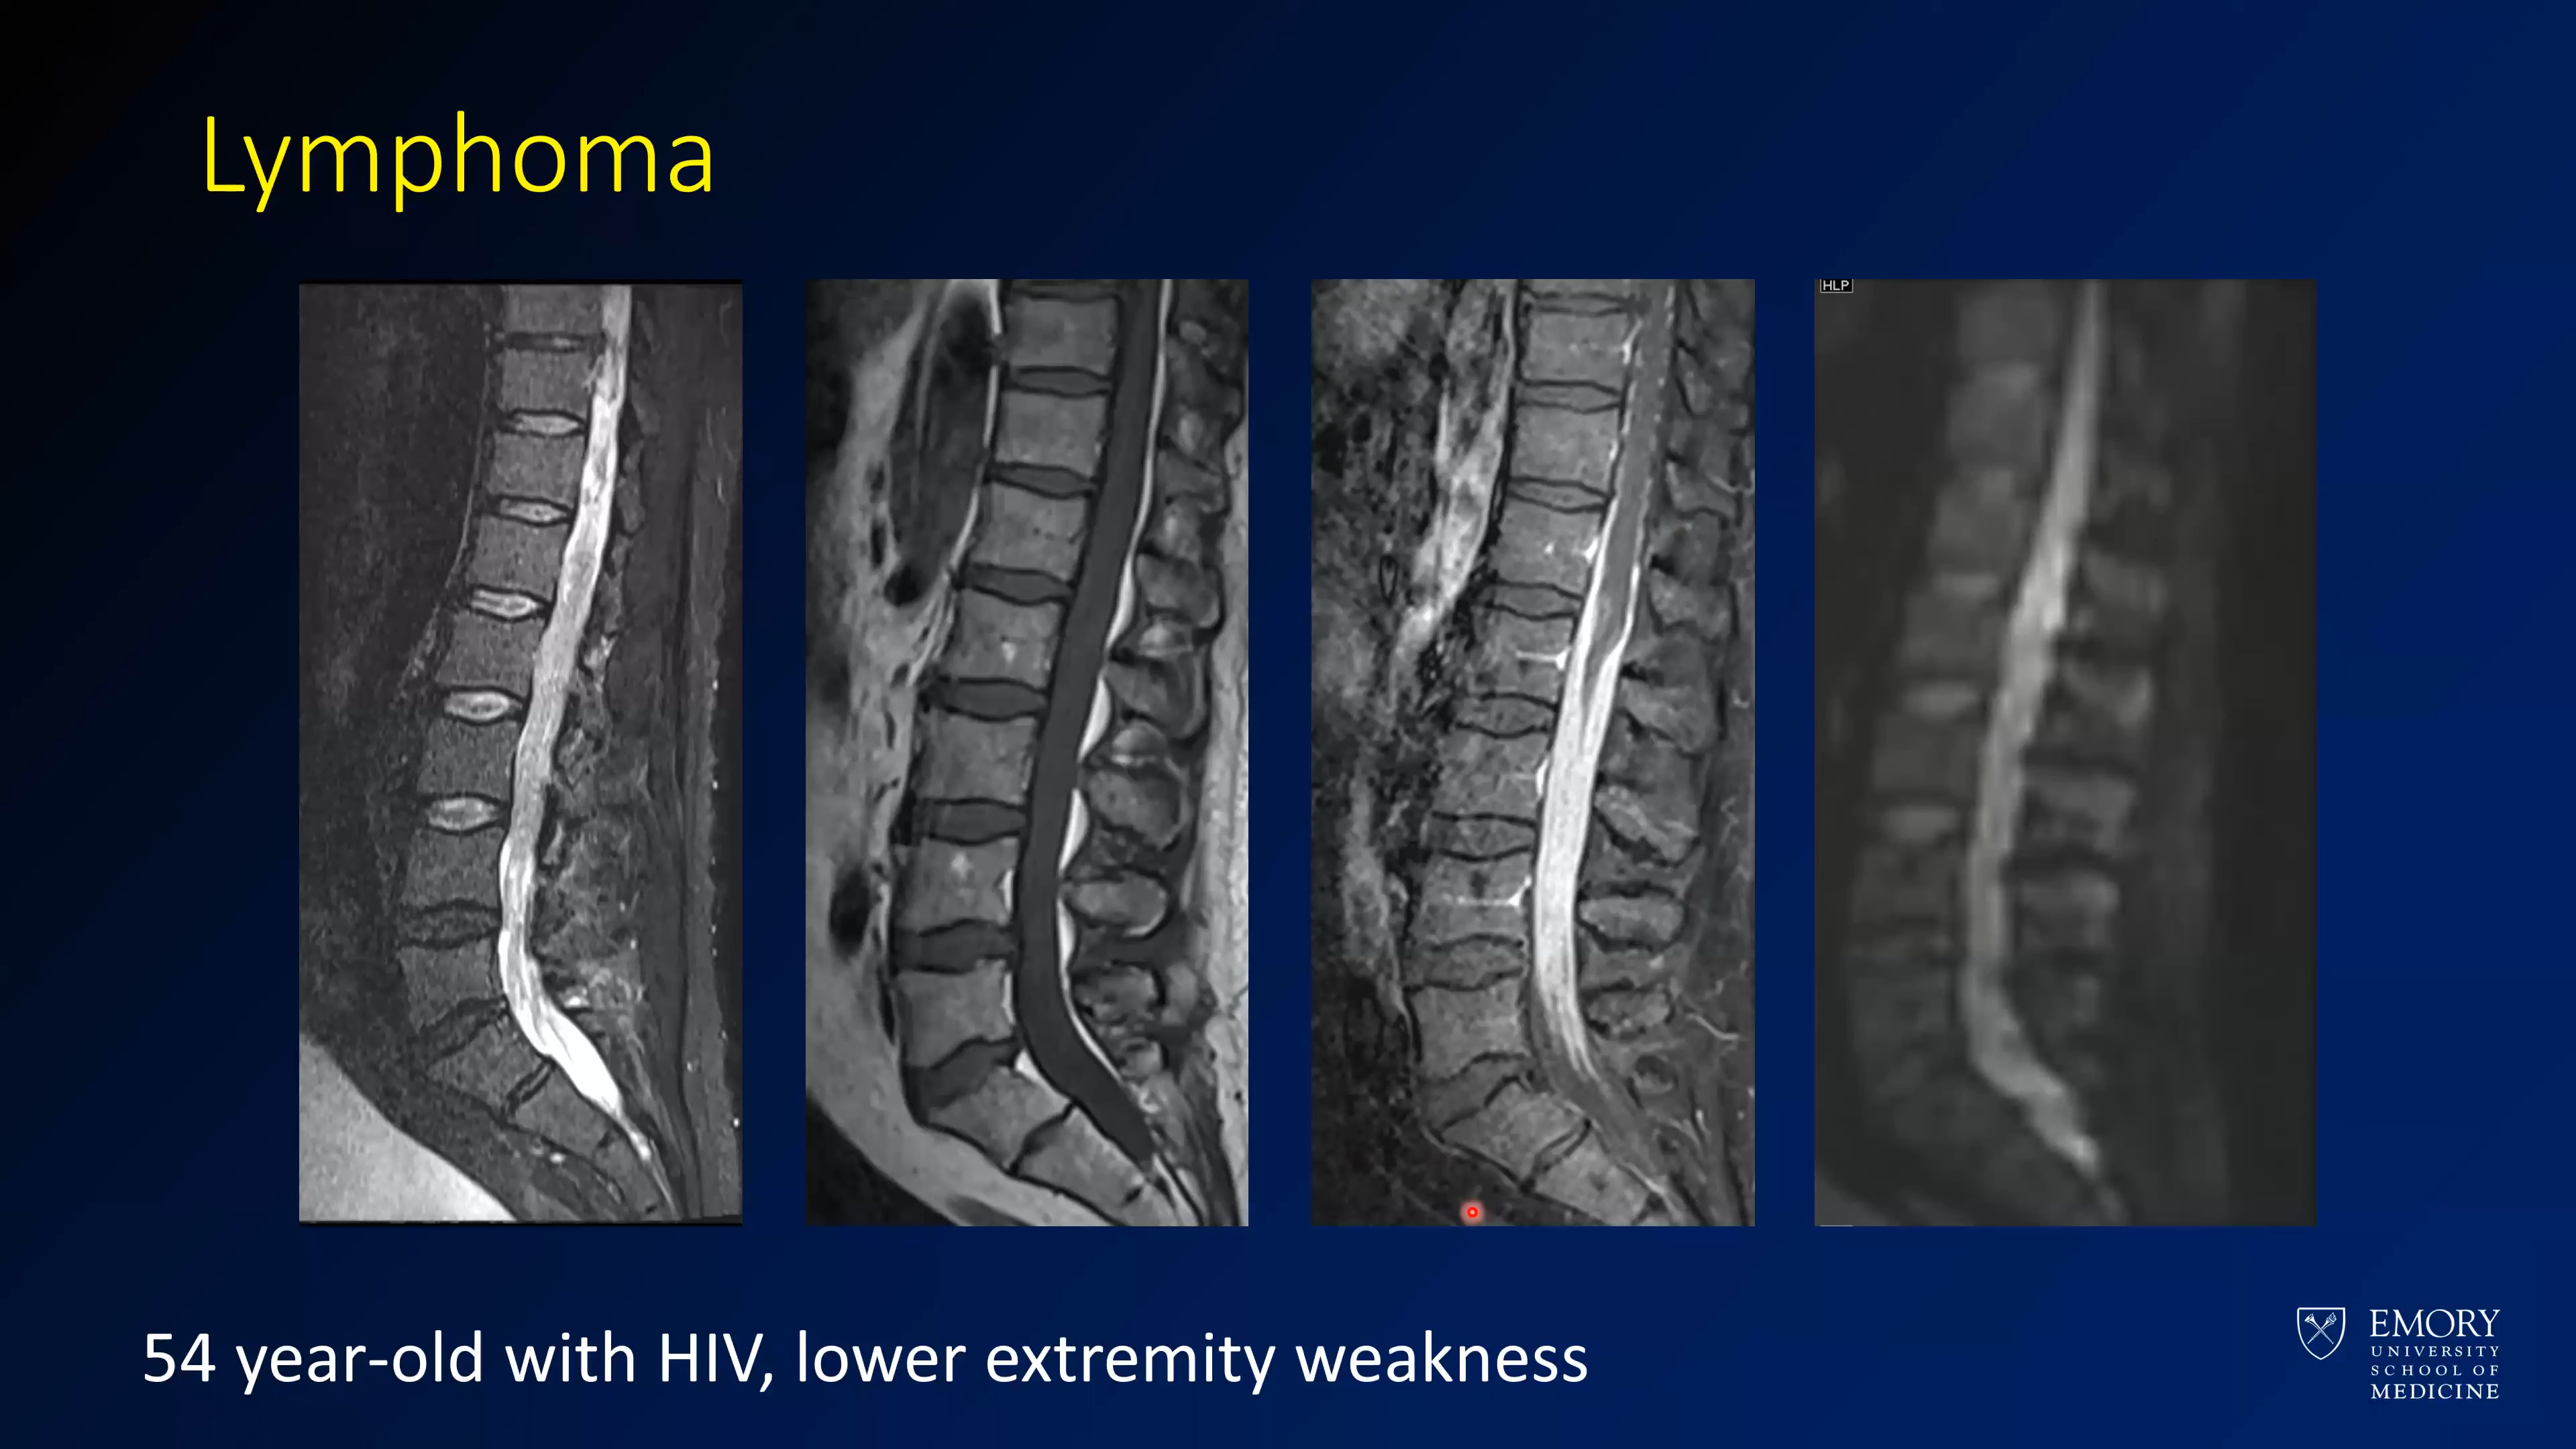 Lymphoma
HLP
54 year-old with HIV, lower extremity weakness
EMORY
UNIVERSITY
SCHOOL OF
MEDICINE